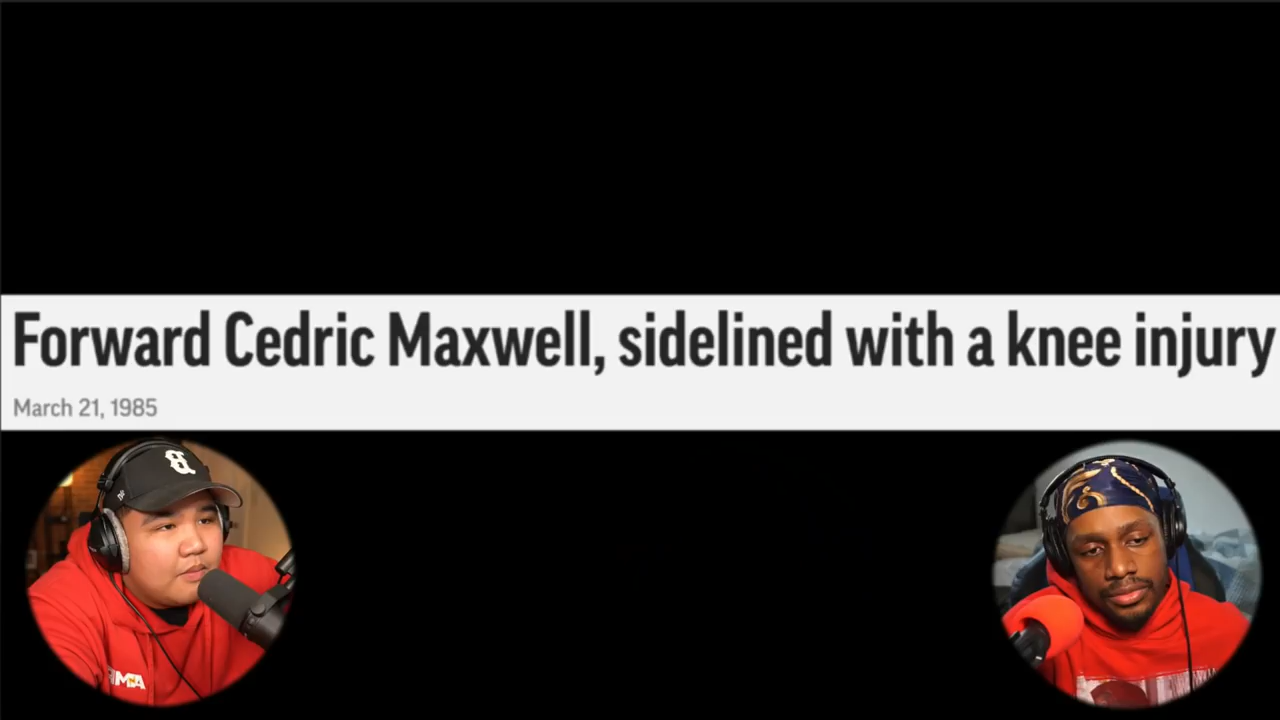 Forward Cedric Maxwell, sidelined with a knee injury
March 21, 1985